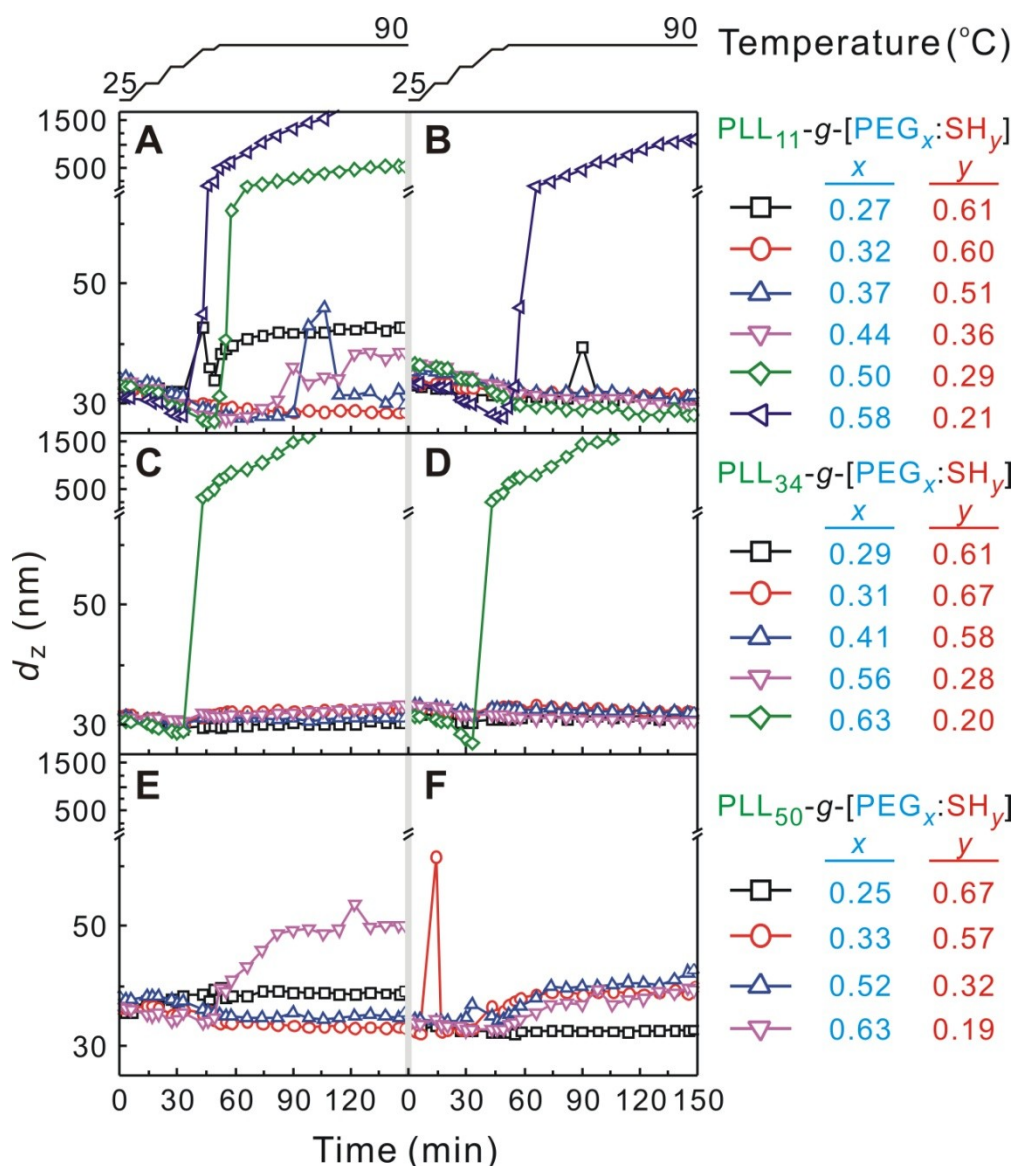 90
90
Temperature (°C)
25
25
1500
500
50
30
A
B
PLL11-g-[PEGx:SHy]
x y
0.27 0.61
0.32 0.60
0.37 0.51
0.44 0.36
0.50 0.29
0.58 0.21
1500
500
50
30
C
D
PLL34-g-[PEGx:SHy]
x y
0.29 0.61
0.31 0.67
0.41 0.58
0.56 0.28
0.63 0.20
dz (nm)
1500
500
50
30
E
F
PLL50-g-[PEGx:SHy]
x y
0.25 0.67
0.33 0.57
0.52 0.32
0.63 0.19
0 30 60 90 120 0 30 60 90 120 150
Time (min)